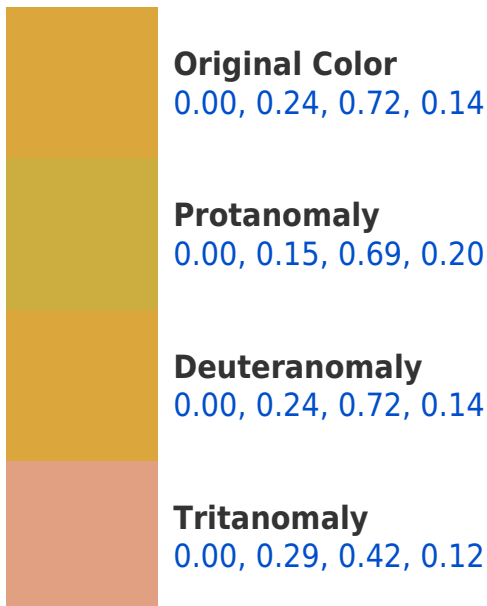 Original Color
0.00, 0.24, 0.72, 0.14
Protanomaly
0.00, 0.15, 0.69, 0.20
Deuteranomaly
0.00, 0.24, 0.72, 0.14
Tritanomaly
0.00, 0.29, 0.42, 0.12